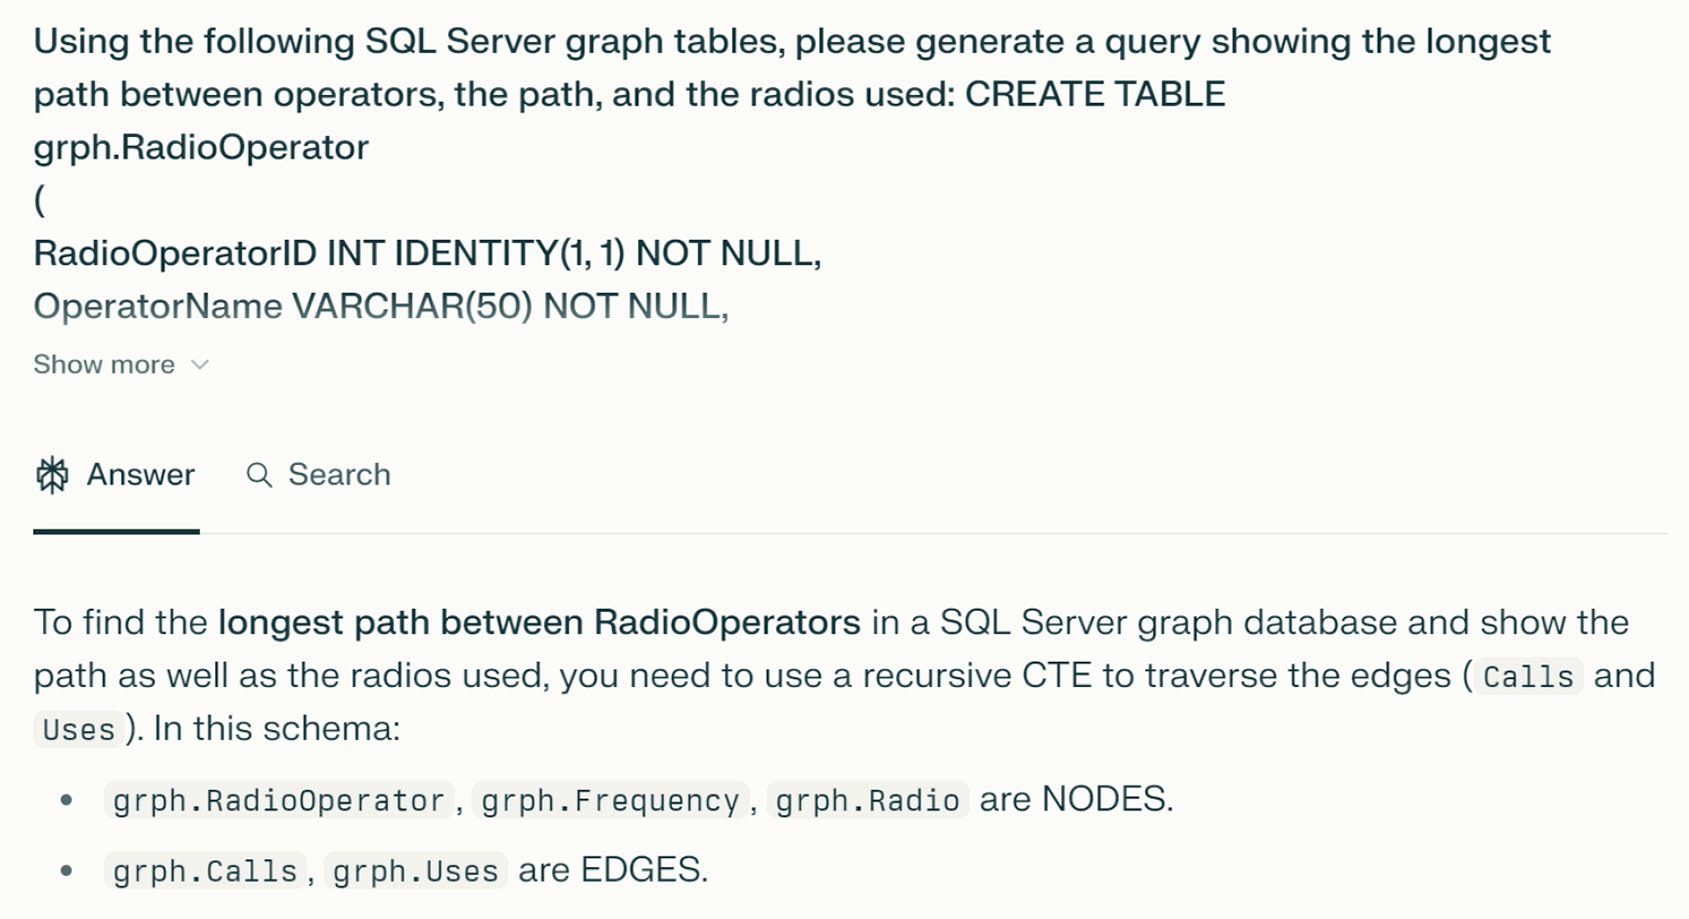 Using the following SQL Server graph tables, please generate a query showing the longest
path between operators, the path, and the radios used: CREATE TABLE
grph.RadioOperator
(
RadioOperatorID INT IDENTITY(1, 1) NOT NULL,
OperatorName VARCHAR(50) NOT NULL,
Show more
Answer Search
To find the longest path between RadioOperators in a SQL Server graph database and show the
path as well as the radios used, you need to use a recursive CTE to traverse the edges (Calls and
Uses). In this schema:
• grph.RadioOperator, grph.Frequency, grph.Radio are NODES.
• grph.Calls, grph.Uses are EDGES.